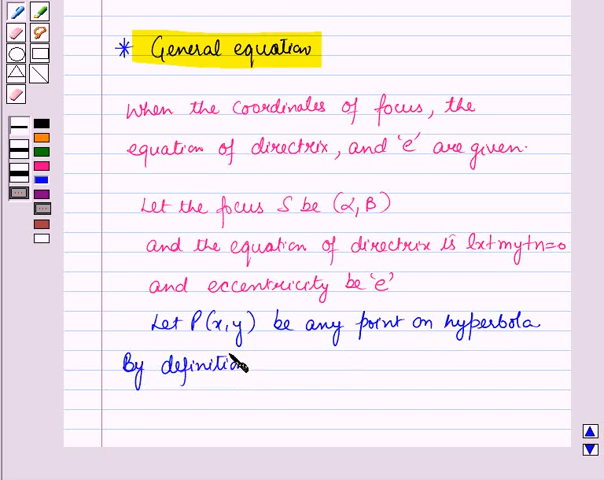 * General equation
When the coordinates of focus, the
equation of directrix, and 'e' are given.
Let the focus S be (α, β)
and the equation of directrix is lx+my+n=0
and eccentricity be 'e'
Let P(x,y) be any point on hyperbola
By definition